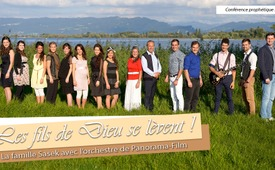 Conférence prophétique
Les fils de Dieu se lèvent !
La famille Sasek avec l'orchestre de Panorama-Film